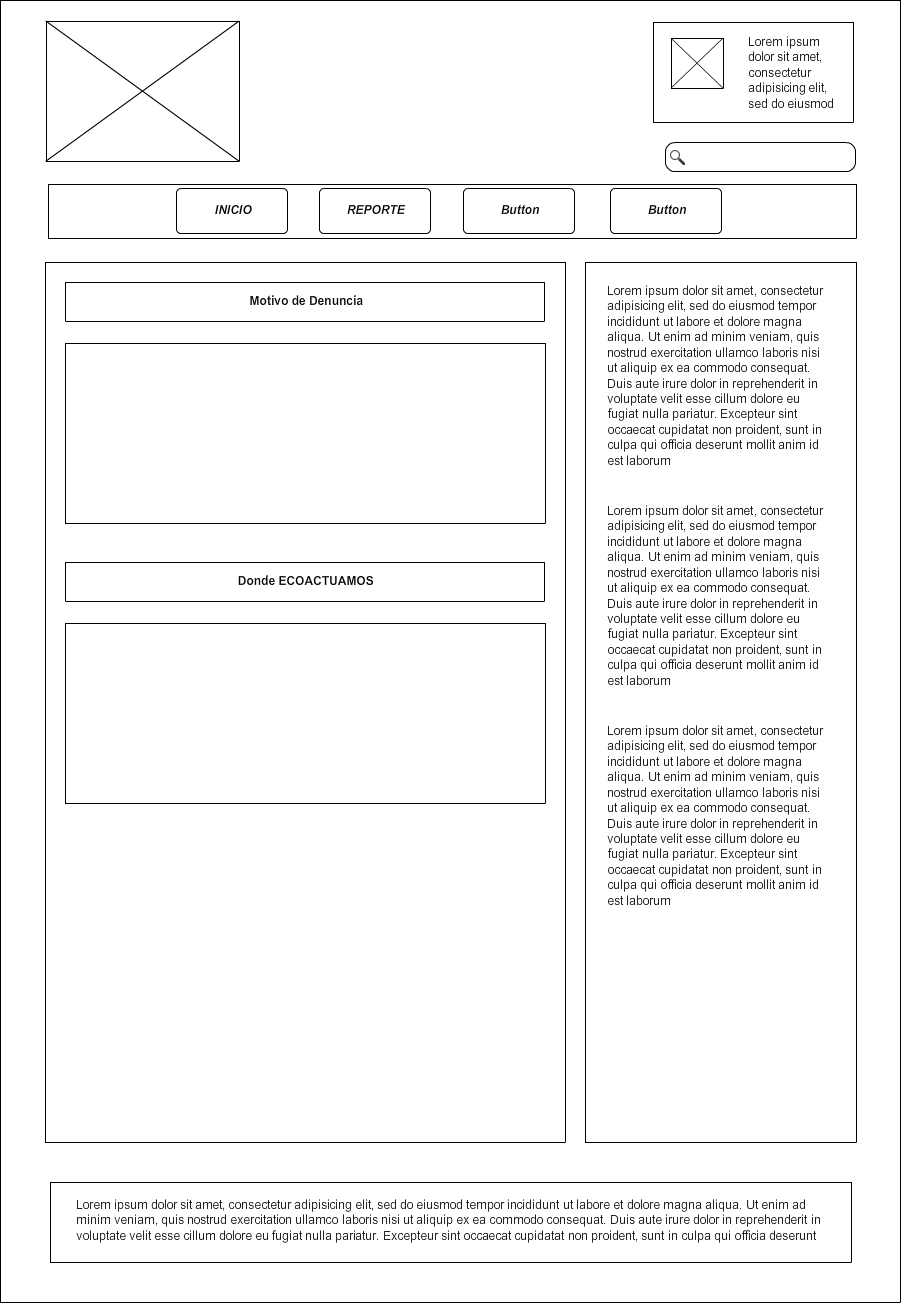 Lorem ipsum
dolor sit amet,
consectetur
adipisicing elit,
sed do eiusmod
INICIO
REPORTE
Button
Button
Motivo de Denuncia
Donde ECOACTUAMOS
Lorem ipsum dolor sit amet, consectetur
adipisicing elit, sed do eiusmod tempor
incididunt ut labore et dolore magna
aliqua. Ut enim ad minim veniam, quis
nostrud exercitation ullamco laboris nisi
ut aliquip ex ea commodo consequat.
Duis aute irure dolor in reprehenderit in
voluptate velit esse cillum dolore eu
fugiat nulla pariatur. Excepteur sint
occaecat cupidatat non proident, sunt in
culpa qui officia deserunt mollit anim id
est laborum
Lorem ipsum dolor sit amet, consectetur
adipisicing elit, sed do eiusmod tempor
incididunt ut labore et dolore magna
aliqua. Ut enim ad minim veniam, quis
nostrud exercitation ullamco laboris nisi
ut aliquip ex ea commodo consequat.
Duis aute irure dolor in reprehenderit in
voluptate velit esse cillum dolore eu
fugiat nulla pariatur. Excepteur sint
occaecat cupidatat non proident, sunt in
culpa qui officia deserunt mollit anim id
est laborum
Lorem ipsum dolor sit amet, consectetur
adipisicing elit, sed do eiusmod tempor
incididunt ut labore et dolore magna
aliqua. Ut enim ad minim veniam, quis
nostrud exercitation ullamco laboris nisi
ut aliquip ex ea commodo consequat.
Duis aute irure dolor in reprehenderit in
voluptate velit esse cillum dolore eu
fugiat nulla pariatur. Excepteur sint
occaecat cupidatat non proident, sunt in
culpa qui officia deserunt mollit anim id
est laborum
Lorem ipsum dolor sit amet, consectetur adipisicing elit, sed do eiusmod tempor incididunt ut labore et dolore magna aliqua. Ut enim ad
minim veniam, quis nostrud exercitation ullamco laboris nisi ut aliquip ex ea commodo consequat. Duis aute irure dolor in reprehenderit in
voluptate velit esse cillum dolore eu fugiat nulla pariatur. Excepteur sint occaecat cupidatat non proident, sunt in culpa qui officia deserunt